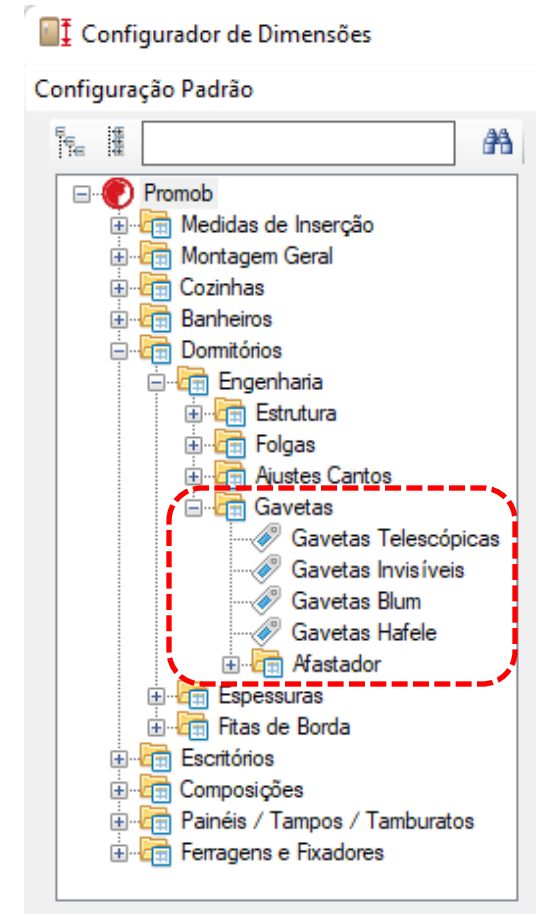 Configurador de Dimensões
Configuração Padrão
Promob
Medidas de Inserção
Montagem Geral
Cozinhas
Banheiros
Dormitórios
Engenharia
Estrutura
Folgas
Ajustes Cantos
Gavetas
Gavetas Telescópicas
Gavetas Invisíveis
Gavetas Blum
Gavetas Hafele
Afastador
Espessuras
Fitas de Borda
Escritórios
Composições
Painéis / Tampos / Tamburatos
Ferragens e Fixadores